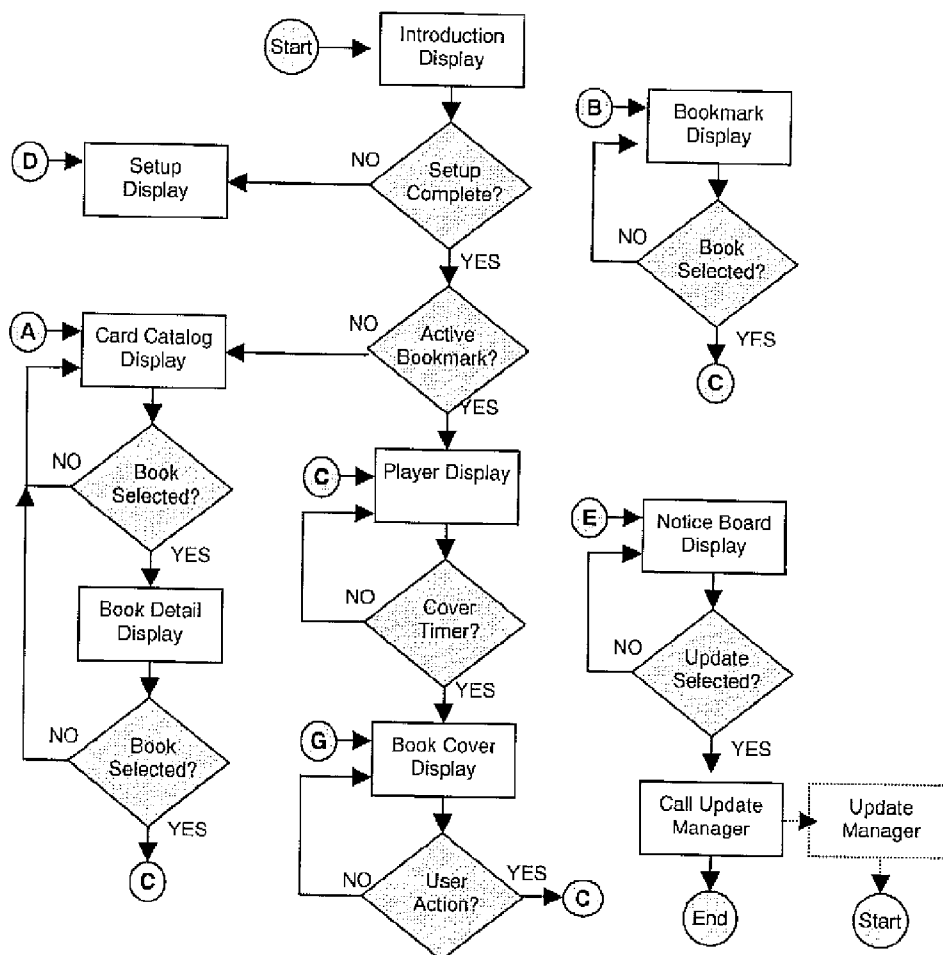 Start
Introduction
Display
D
Setup
Display
NO
Setup
Complete?
YES
A
Card Catalog
Display
NO
Active
Bookmark?
YES
NO
Book
Selected?
YES
Book Detail
Display
NO
Book
Selected?
YES
C
C
Player Display
NO
Cover
Timer?
YES
G
Book Cover
Display
NO
User
Action?
YES
C
B
Bookmark
Display
NO
Book
Selected?
YES
C
E
Notice Board
Display
NO
Update
Selected?
YES
Call Update
Manager
Update
Manager
End
Start